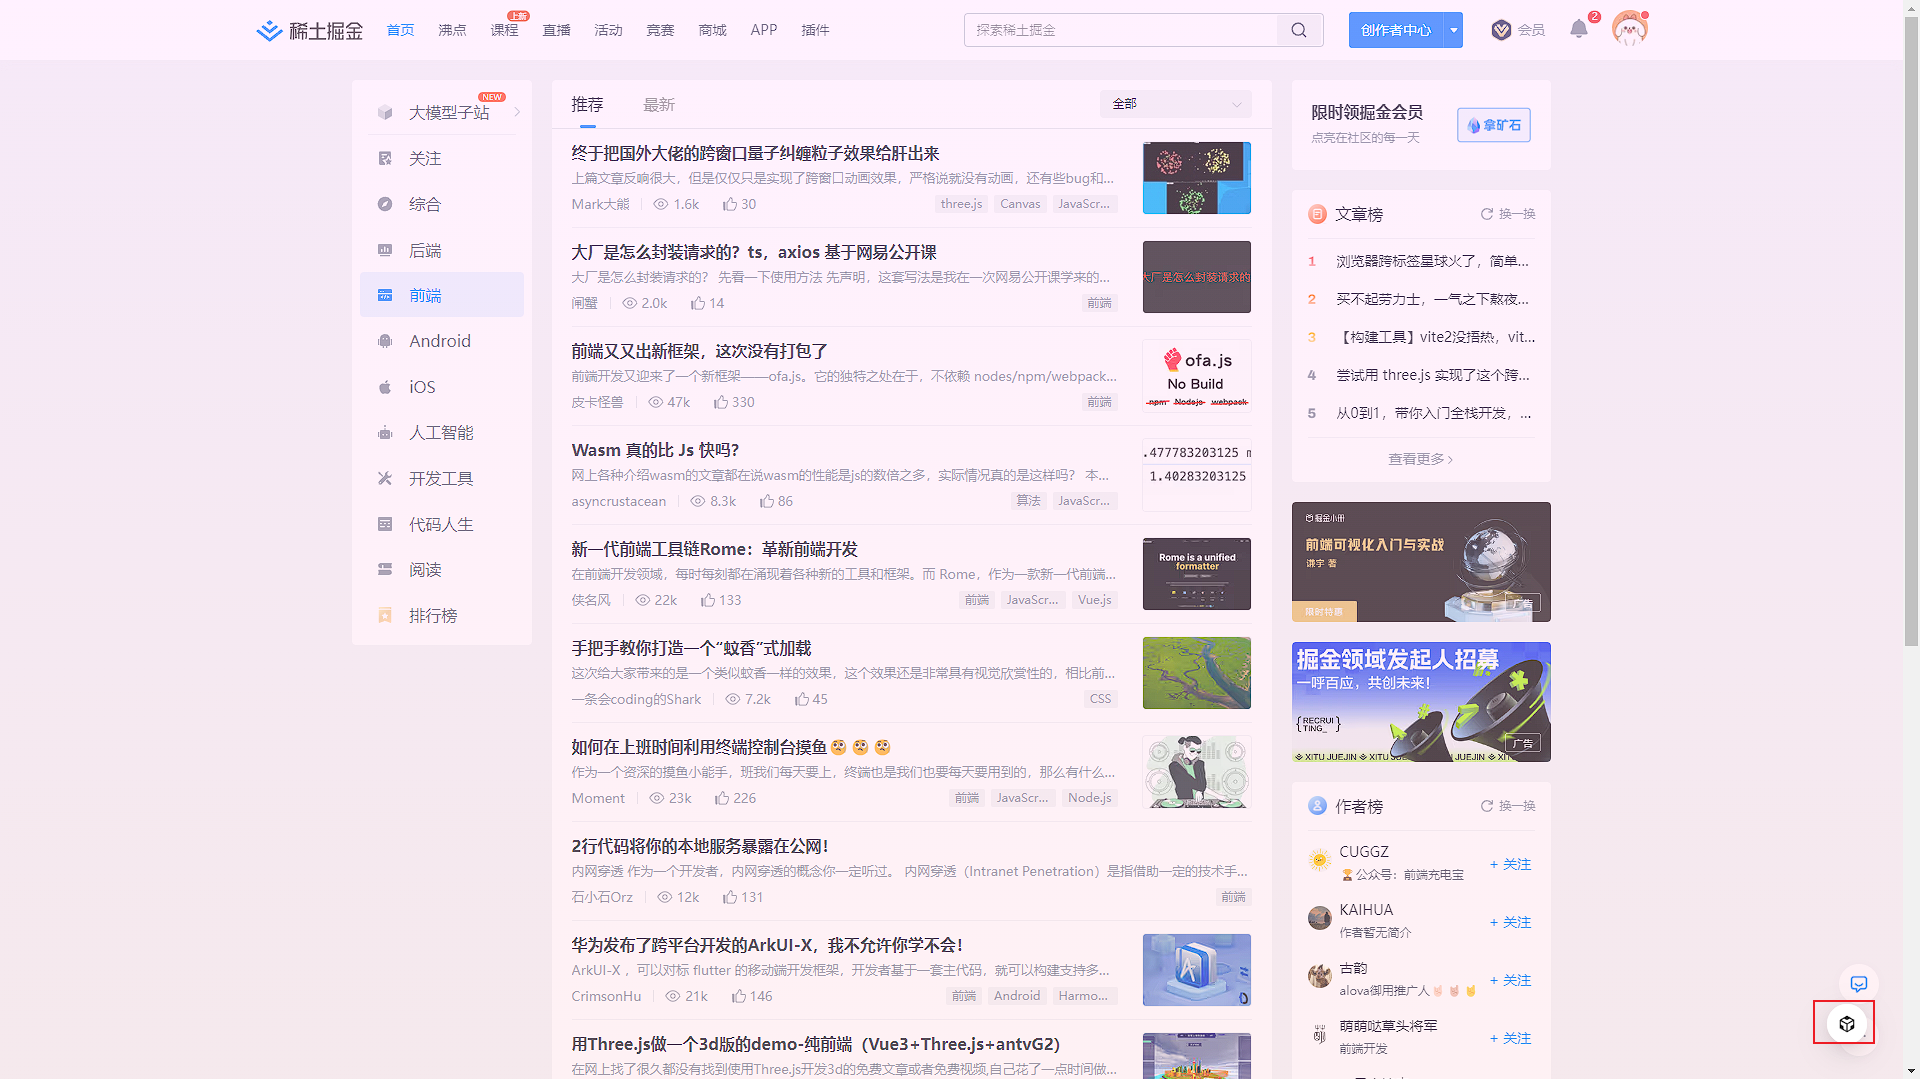 稀土掘金
首页
沸点
课程
上新
直播
活动
竞赛
商城
APP
插件
探索稀土掘金
创作者中心
会员
2
大模型子站
NEW
关注
综合
后端
前端
Android
iOS
人工智能
开发工具
代码人生
阅读
排行榜
推荐
最新
全部
终于把国外大佬的跨窗口量子纠缠粒子效果给肝出来
上篇文章反响很大，但是仅仅只是实现了跨窗口动画效果，严格说就没有动画，还有些bug和...
Mark大熊 1.6k 30 three.js Canvas JavaScr...
大厂是怎么封装请求的？ts，axios 基于网易公开课
大厂是怎么封装请求的？ 先看一下使用方法 先声明，这套写法是我在一次网易公开课学来的...
闸蟹 2.0k 14 前端
大厂是怎么封装请求的
前端又又出新框架，这次没有打包了
前端开发又迎来了一个新框架——ofa.js。它的独特之处在于，不依赖 nodes/npm/webpack...
皮卡怪兽 47k 330 前端
ofa.js
No Build
npm Nodejs webpack
Wasm 真的比 Js 快吗？
网上各种介绍wasm的文章都在说wasm的性能是js的数倍之多，实际情况真的是这样吗？ 本...
asyncrustacean 8.3k 86 算法 JavaScr...
.477783203125 m
1.40283203125
新一代前端工具链Rome：革新前端开发
在前端开发领域，每时每刻都在涌现着各种新的工具和框架。而 Rome，作为一款新一代前端...
侠名风 22k 133 前端 JavaScr... Vue.js
Rome is a unified
formatter
手把手教你打造一个“蚊香”式加载
这次给大家带来的是一个类似蚊香一样的效果，这个效果还是非常具有视觉欣赏性的，相比前...
一条会coding的Shark 7.2k 45 CSS
如何在上班时间利用终端控制台摸鱼🧐🧐🧐
作为一个资深的摸鱼小能手，班我们每天要上，终端也是我们也要每天要用到的，那么有什么...
Moment 23k 226 前端 JavaScr... Node.js
2行代码将你的本地服务暴露在公网！
内网穿透 作为一个开发者，内网穿透的概念你一定听过。 内网穿透（Intranet Penetration）是指借助一定的技术手...
石小石Orz 12k 131 前端
华为发布了跨平台开发的ArkUI-X，我不允许你学不会！
ArkUI-X ，可以对标 flutter 的移动端开发框架，开发者基于一套主代码，就可以构建支持多...
CrimsonHu 21k 146 前端 Android Harmo...
用Three.js做一个3d版的demo-纯前端（Vue3+Three.js+antvG2）
在网上找了很久都没有找到使用Three.js开发3d的免费文章或者免费视频,自己花了一点时间做...
限时领掘金会员
点亮在社区的每一天
拿矿石
文章榜
换一换
1 浏览器跨标签星球火了，简单...
2 买不起劳力士，一气之下熬夜...
3 【构建工具】vite2没捂热，vit...
4 尝试用 three.js 实现了这个跨...
5 从0到1，带你入门全栈开发，...
查看更多
掘金小册
前端可视化入门与实战
谦宇 著
限时特惠
广告
掘金领域发起人招募
一呼百应，共创未来！
{RECRUI
TING_ }
广告
XITU JUEJIN XITU JUEJIN XITU JUE JUEJIN XITU
作者榜
换一换
CUGGZ
公众号：前端充电宝
+ 关注
KAIHUA
作者暂无简介
+ 关注
古韵
alova御用推广人🤘🏻🤘🏽🤘
+ 关注
萌萌哒草头将军
前端开发
+ 关注